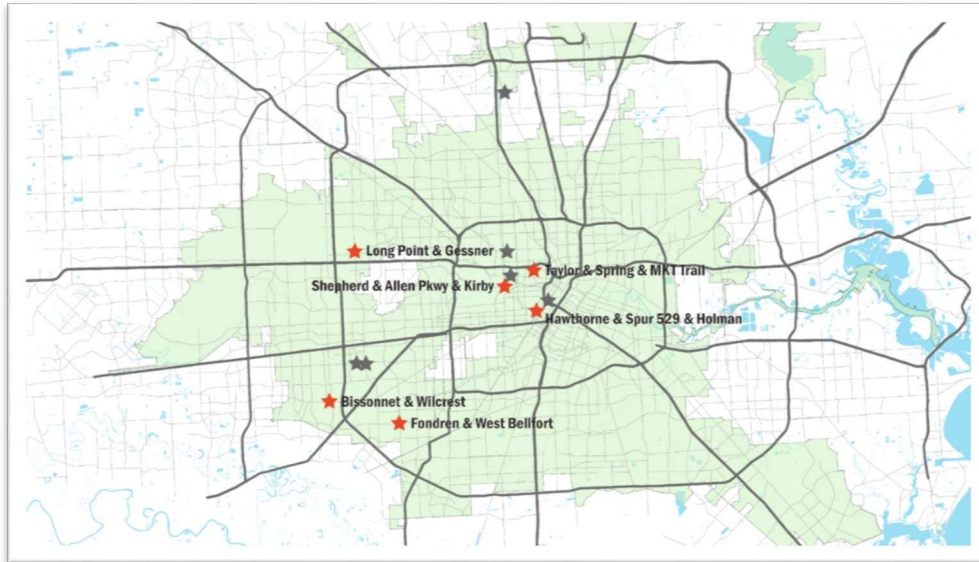 Long Point & Gessner
Taylor & Spring & MKT Trail
Shepherd & Allen Pkwy & Kirby
Hawthorne & Spur 529 & Holman
Bissonnet & Wilcrest
Fondren & West Bellfort